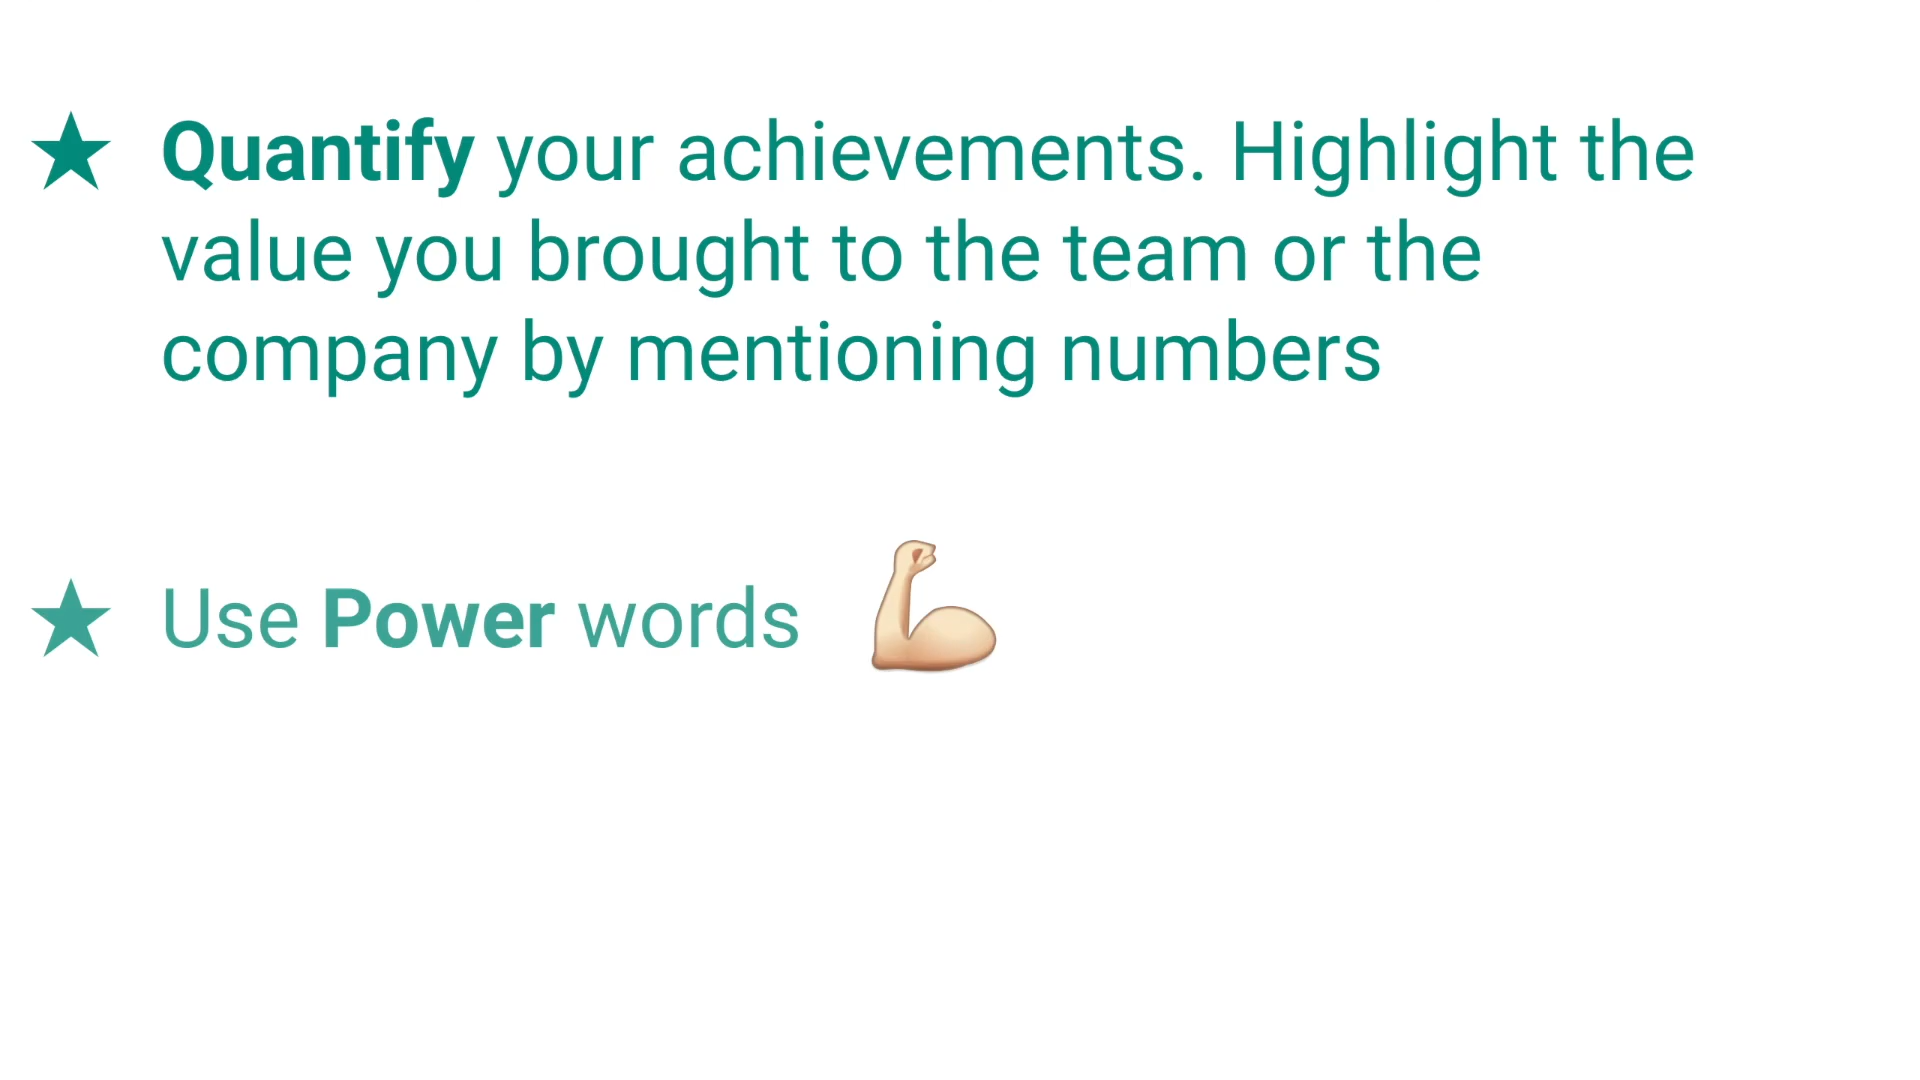 Quantify your achievements. Highlight the
value you brought to the team or the
company by mentioning numbers
Use Power words